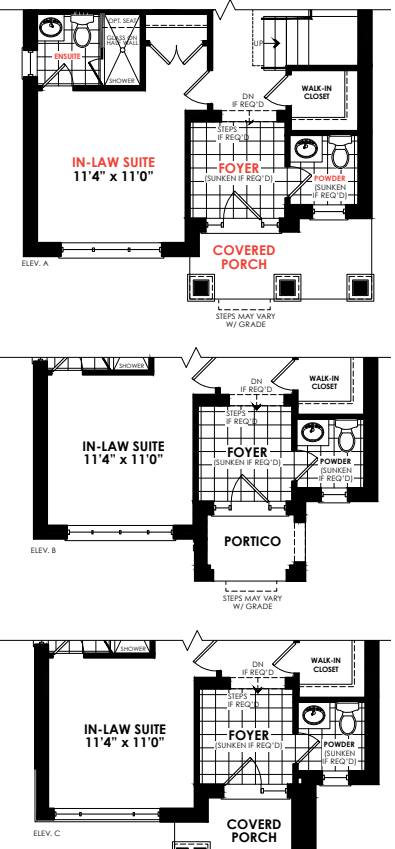 OPT. SEAT
GLASS ON
HALF WALL
ENSUITE
SHOWER
UP
DN
IF REQ'D
WALK-IN
CLOSET
STEPS
IF REQ'D
IN-LAW SUITE
11'4" x 11'0"
FOYER
(SUNKEN IF REQ'D)
POWDER
(SUNKEN
IF REQ'D)
COVERED
PORCH
ELEV. A
STEPS MAY VARY
W/ GRADE
SHOWER
DN
IF REQ'D
WALK-IN
CLOSET
STEPS
IF REQ'D
IN-LAW SUITE
11'4" x 11'0"
FOYER
(SUNKEN IF REQ'D)
POWDER
(SUNKEN
IF REQ'D)
PORTICO
ELEV. B
STEPS MAY VARY
W/ GRADE
SHOWER
DN
IF REQ'D
WALK-IN
CLOSET
STEPS
IF REQ'D
IN-LAW SUITE
11'4" x 11'0"
FOYER
(SUNKEN IF REQ'D)
POWDER
(SUNKEN
IF REQ'D)
COVERD
PORCH
ELEV. C